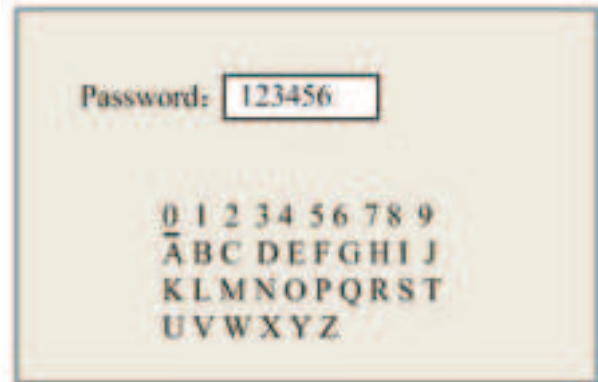 Password: 123456
0 1 2 3 4 5 6 7 8 9
A B C D E F G H I J
K L M N O P Q R S T
U V W X Y Z